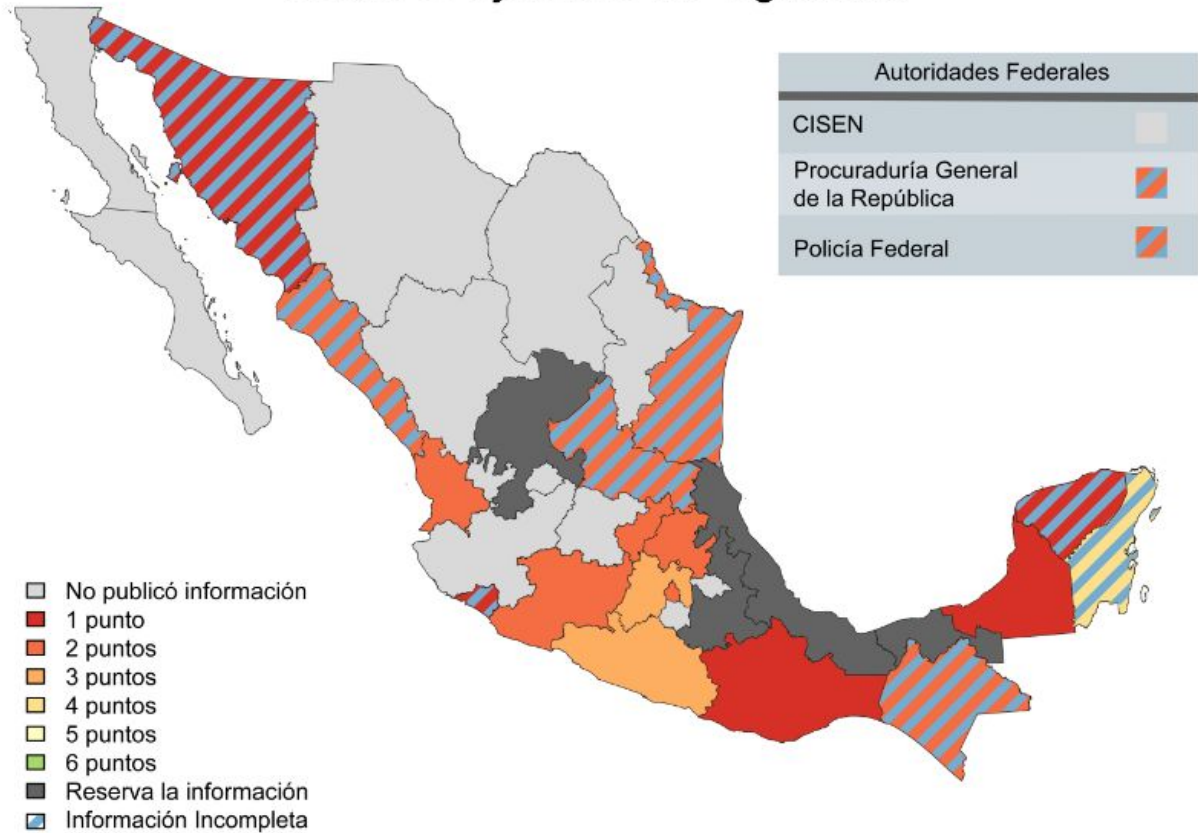 Autoridades Federales
CISEN
Procuraduría General
de la República
Policía Federal
No publicó información
1 punto
2 puntos
3 puntos
4 puntos
5 puntos
6 puntos
Reserva la información
Información Incompleta